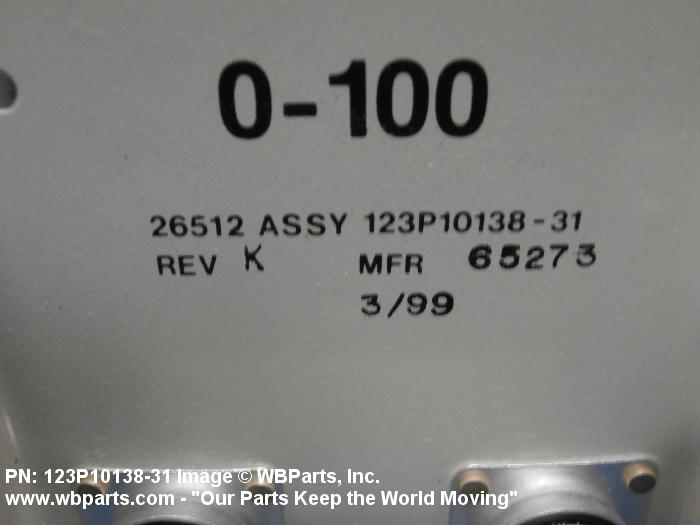 0-100
26512 ASSY 123P10138-31
REV K MFR 65273
3/99
PN: 123P10138-31 Image © WBParts, Inc.
www.wbparts.com - "Our Parts Keep the World Moving"